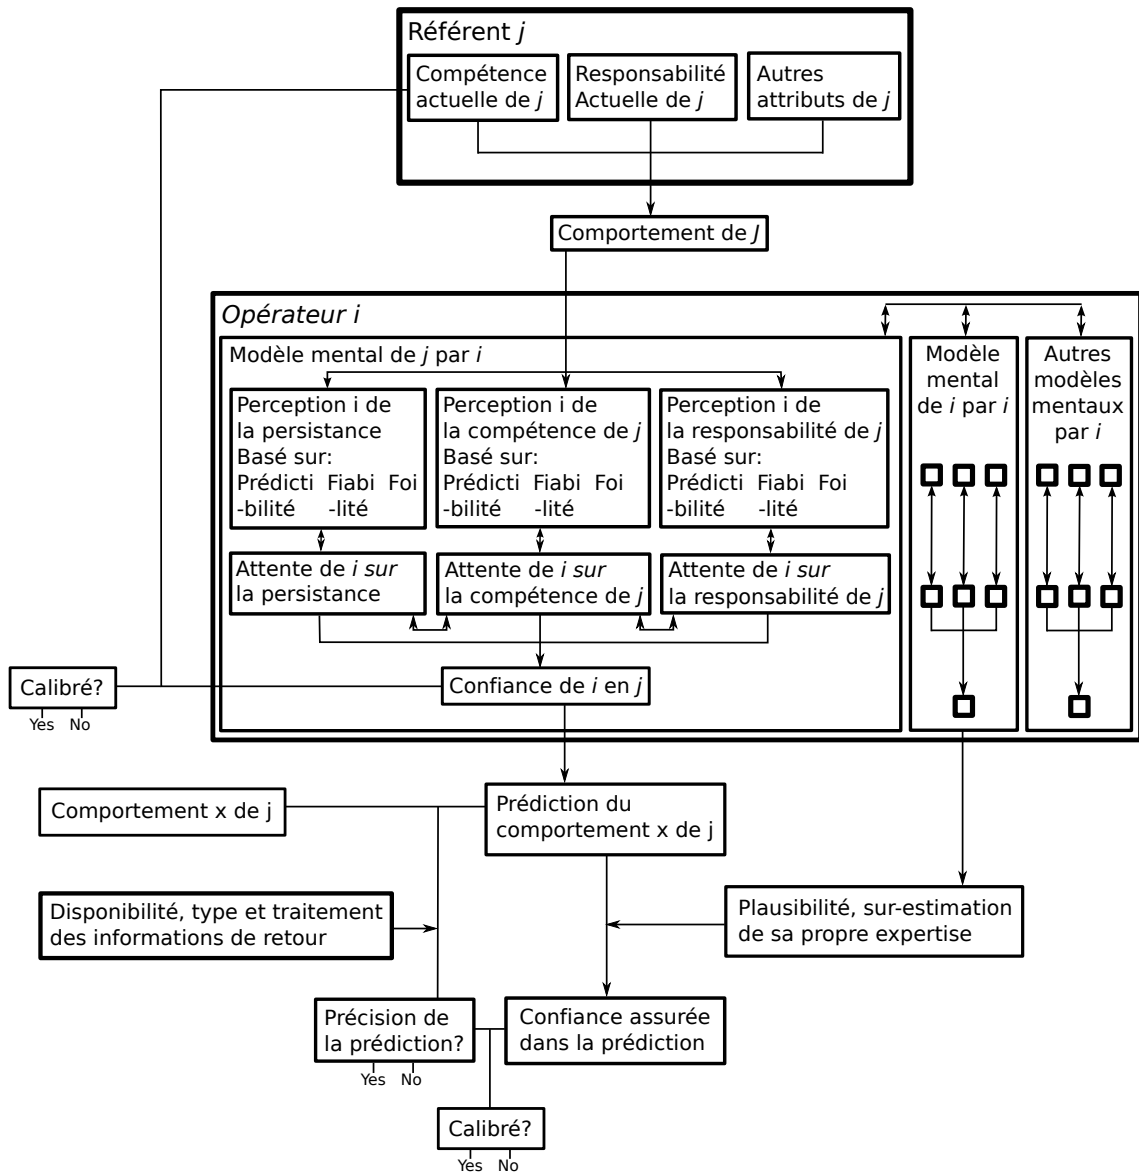 Référent j
Compétence
actuelle de j
Responsabilité
Actuelle de j
Autres
attributs de j
Comportement de J
Opérateur i
Modèle mental de j par i
Perception i de
la persistance
Basé sur:
Prédicti Fiabi Foi
-bilité -lité
Perception i de
la compétence de j
Basé sur:
Prédicti Fiabi Foi
-bilité -lité
Perception i de
la responsabilité de j
Basé sur:
Prédicti Fiabi Foi
-bilité -lité
Attente de i sur
la persistance
Attente de i sur
la compétence de j
Attente de i sur
la responsabilité de j
Confiance de i en j
Modèle
mental
de i par i
Autres
modèles
mentaux
par i
Calibré?
Yes No
Comportement x de j
Prédiction du
comportement x de j
Disponibilité, type et traitement
des informations de retour
Plausibilité, sur-estimation
de sa propre expertise
Précision de
la prédiction?
Yes No
Confiance assurée
dans la prédiction
Calibré?
Yes No